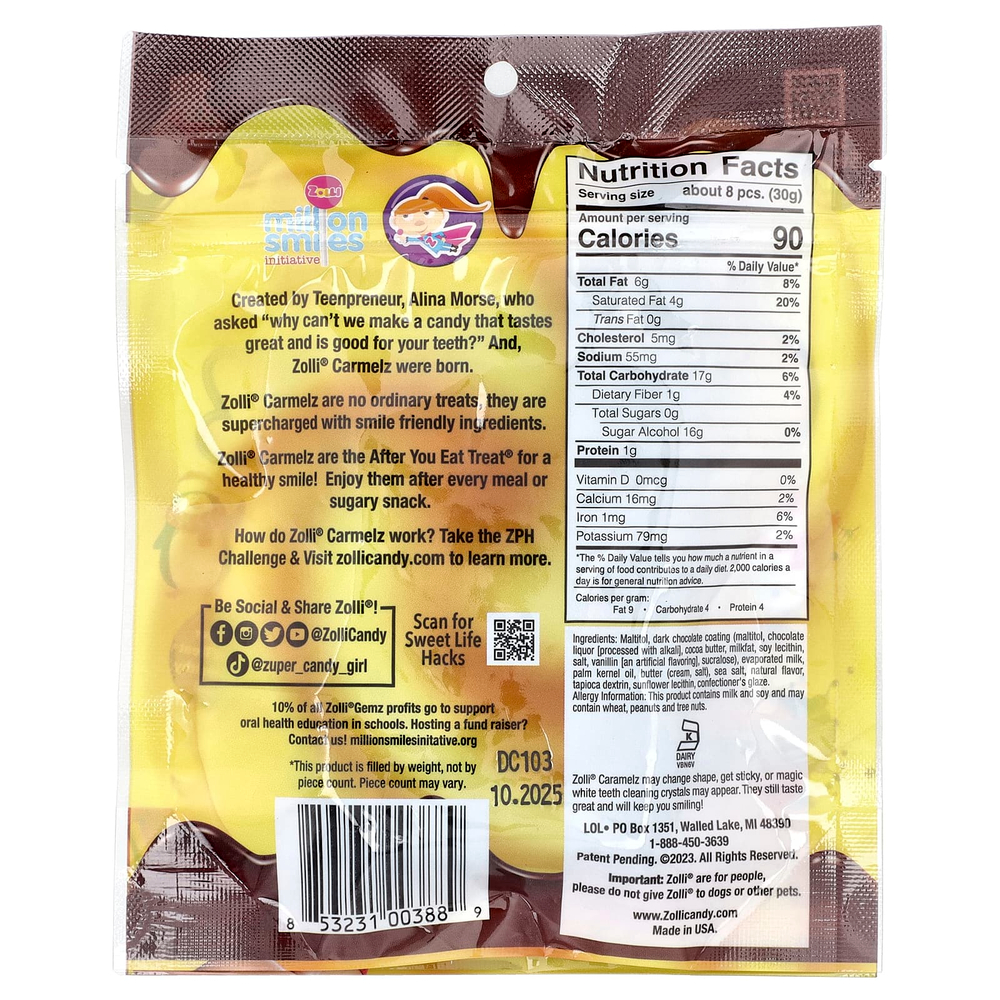 ZOLLI
million
smiles
initiative
Created by Teenpreneur, Alina Morse, who
asked “why can’t we make a candy that tastes
great and is good for your teeth?” And,
Zolli® Carmelz were born.
Zolli® Carmelz are no ordinary treats, they are
supercharged with smile friendly ingredients.
Zolli® Carmelz are the After You Eat Treat® for a
healthy smile! Enjoy them after every meal or
sugary snack.
How do Zolli® Carmelz work? Take the ZPH
Challenge & Visit zollicandy.com to learn more.
Be Social & Share Zolli®!
@ZolliCandy
@zuper_candy_girl
Scan for
Sweet Life
Hacks
10% of all Zolli®Gemz profits go to support
oral health education in schools. Hosting a fund raiser?
Contact us! millionsmilesinitative.org
*This product is filled by weight, not by
piece count. Piece count may vary.
DC103
10.2025
8 53231 00388 9
Nutrition Facts
Serving size about 8 pcs. (30g)
Amount per serving
Calories 90
% Daily Value*
Total Fat 6g 8%
Saturated Fat 4g 20%
Trans Fat 0g
Cholesterol 5mg 2%
Sodium 55mg 2%
Total Carbohydrate 17g 6%
Dietary Fiber 1g 4%
Total Sugars 0g
Sugar Alcohol 16g 0%
Protein 1g
Vitamin D 0mcg 0%
Calcium 16mg 2%
Iron 1mg 6%
Potassium 79mg 2%
*The % Daily Value tells you how much a nutrient in a
serving of food contributes to a daily diet. 2,000 calories a
day is for general nutrition advice.
Calories per gram:
Fat 9 • Carbohydrate 4 • Protein 4
Ingredients: Maltitol, dark chocolate coating (maltitol, chocolate
liquor [processed with alkali], cocoa butter, milkfat, soy lecithin,
salt, vanillin [an artificial flavoring], sucralose), evaporated milk,
palm kernel oil, butter (cream, salt), sea salt, natural flavor,
tapioca dextrin, sunflower lecithin, confectioner's glaze.
Allergy Information: This product contains milk and soy and may
contain wheat, peanuts and tree nuts.
K
DAIRY
VBN6V
Zolli® Caramelz may change shape, get sticky, or magic
white teeth cleaning crystals may appear. They still taste
great and will keep you smiling!
LOL• PO Box 1351, Walled Lake, MI 48390
1-888-450-3639
Patent Pending. ©2023. All Rights Reserved.
Important: Zolli® are for people,
please do not give Zolli® to dogs or other pets.
www.Zollicandy.com
Made in USA.